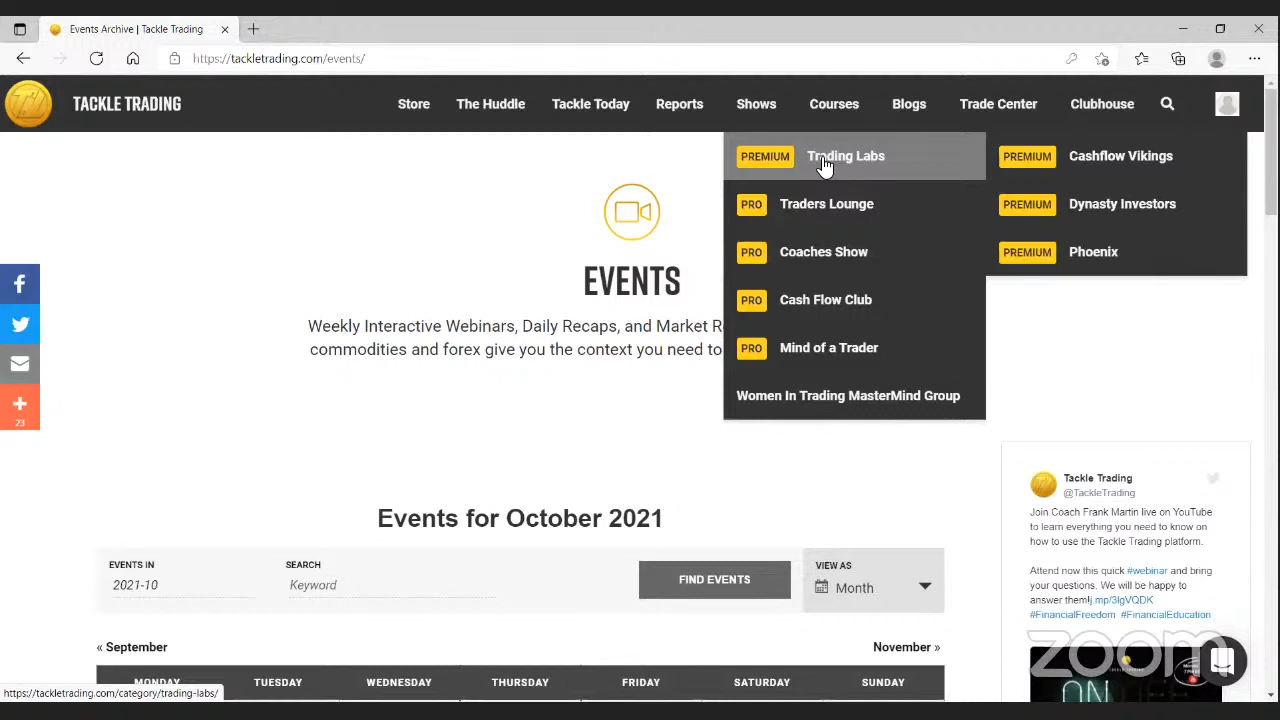 Events Archive | Tackle Trading
https://tackletrading.com/events/
TACKLE TRADING
Store The Huddle Tackle Today Reports Shows Courses Blogs Trade Center Clubhouse
PREMIUM Trading Labs
PRO Traders Lounge
PRO Coaches Show
PRO Cash Flow Club
PRO Mind of a Trader
Women In Trading MasterMind Group
PREMIUM Cashflow Vikings
PREMIUM Dynasty Investors
PREMIUM Phoenix
EVENTS
Weekly Interactive Webinars, Daily Recaps, and Market R
commodities and forex give you the context you need to
23
Events for October 2021
EVENTS IN
2021-10
SEARCH
Keyword
FIND EVENTS
VIEW AS
Month
« September
November »
MONDAY TUESDAY WEDNESDAY THURSDAY FRIDAY SATURDAY SUNDAY
Tackle Trading
@TackleTrading
Join Coach Frank Martin live on YouTube
to learn everything you need to know on
how to use the Tackle Trading platform.
Attend now this quick #webinar and bring
your questions. We will be happy to
answer them!j.mp/3lgVQDK
#FinancialFreedom #FinancialEducation
zoom
ON
https://tackletrading.com/category/trading-labs/